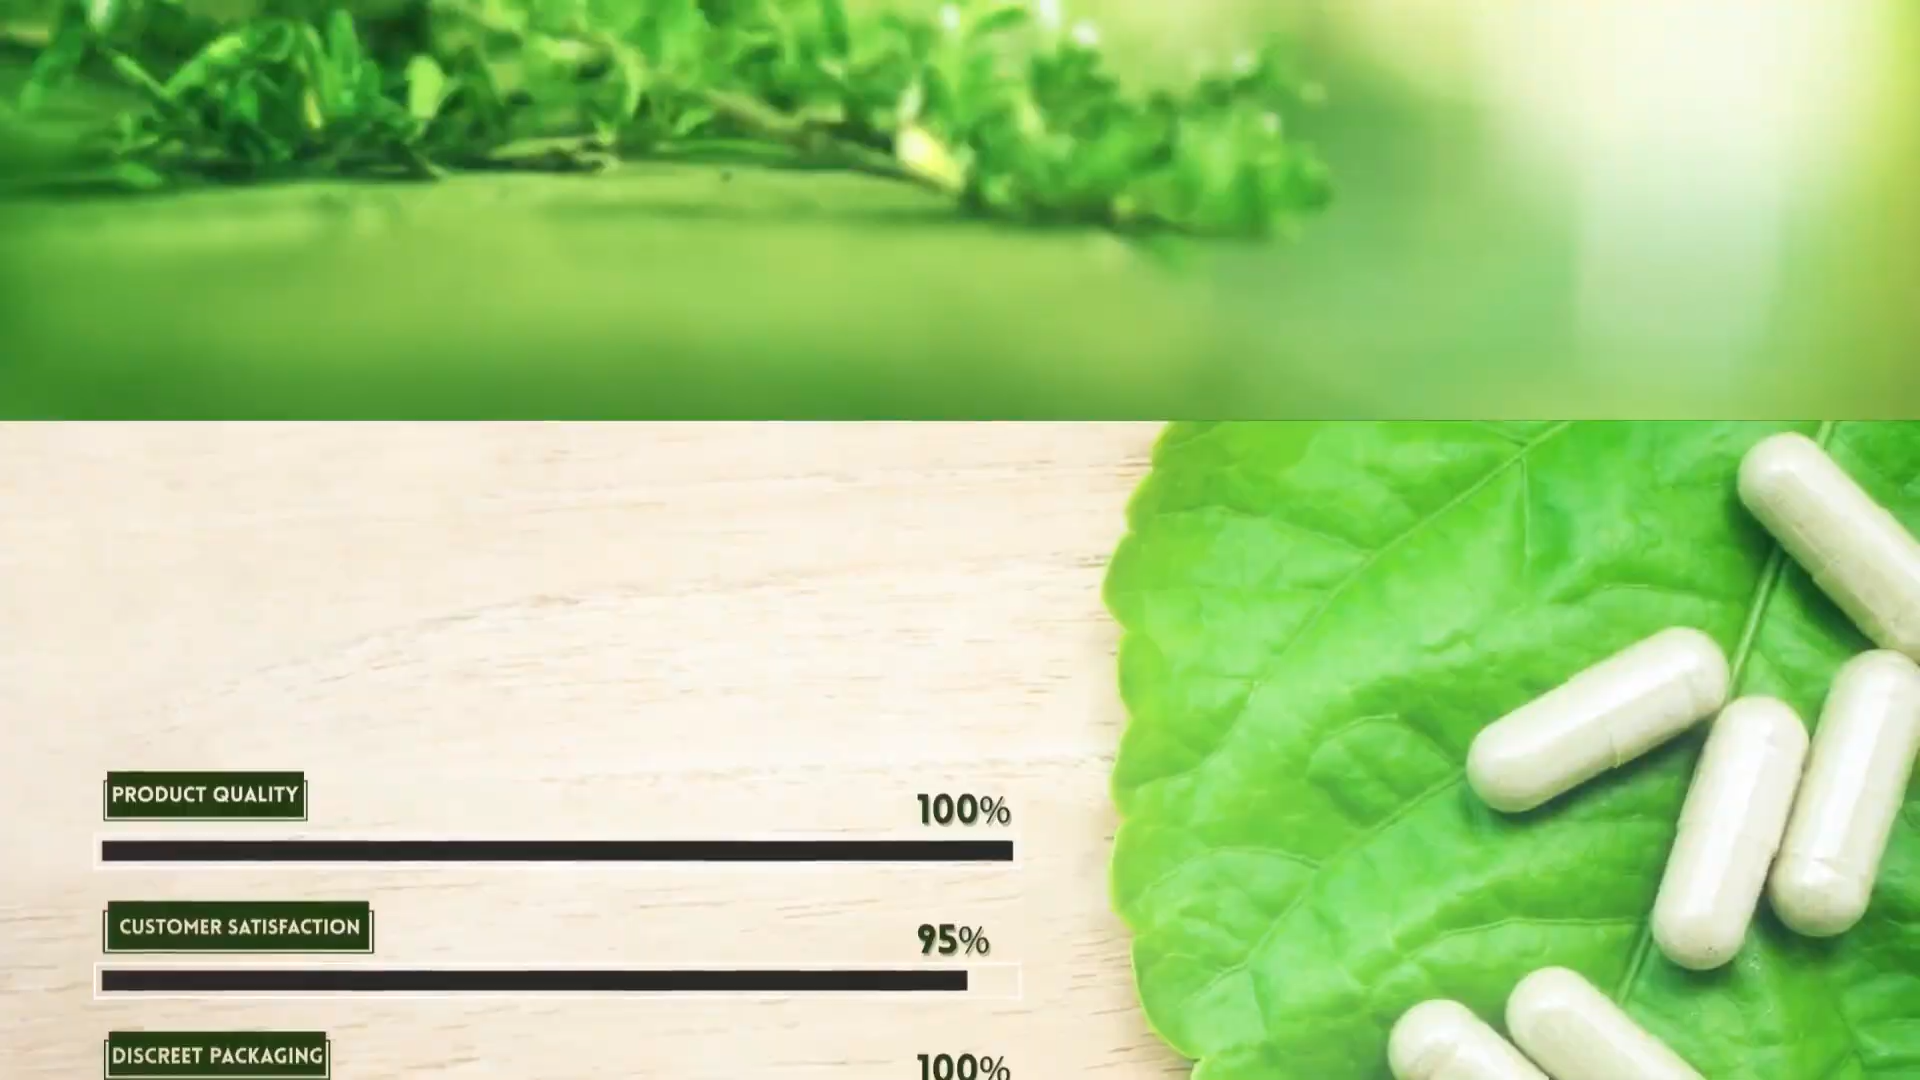 PRODUCT QUALITY
100%
CUSTOMER SATISFACTION
95%
DISCREET PACKAGING
100%